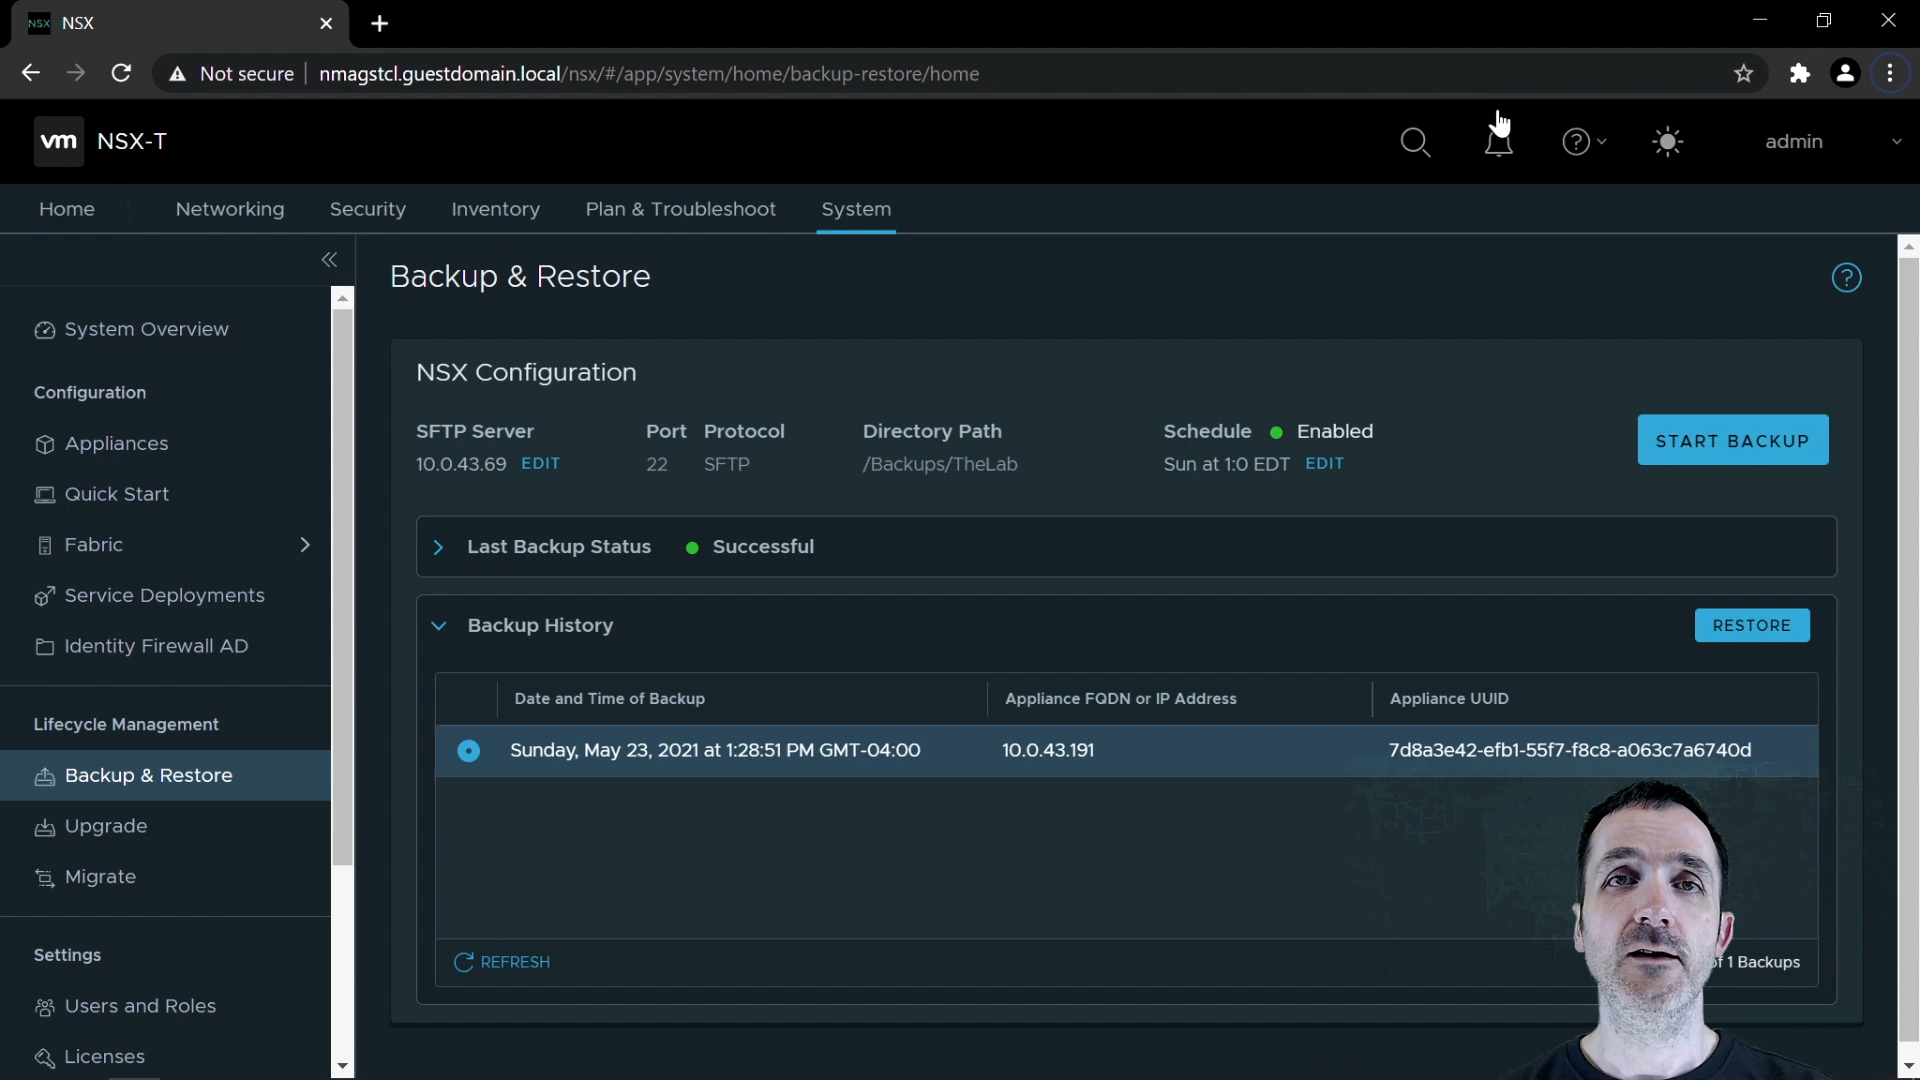 NSX NSX
Not secure nmagstcl.guestdomain.local/nsx/#/app/system/home/backup-restore/home
vm NSX-T
admin
Home Networking Security Inventory Plan & Troubleshoot System
System Overview
Configuration
Appliances
Quick Start
Fabric
Service Deployments
Identity Firewall AD
Lifecycle Management
Backup & Restore
Upgrade
Migrate
Settings
Users and Roles
Licenses
Backup & Restore
NSX Configuration
SFTP Server Port Protocol Directory Path Schedule Enabled
10.0.43.69 EDIT 22 SFTP /Backups/TheLab Sun at 1:0 EDT EDIT
START BACKUP
Last Backup Status Successful
Backup History
RESTORE
Date and Time of Backup Appliance FQDN or IP Address Appliance UUID
Sunday, May 23, 2021 at 1:28:51 PM GMT-04:00 10.0.43.191 7d8a3e42-efb1-55f7-f8c8-a063c7a6740d
REFRESH
1 Backups